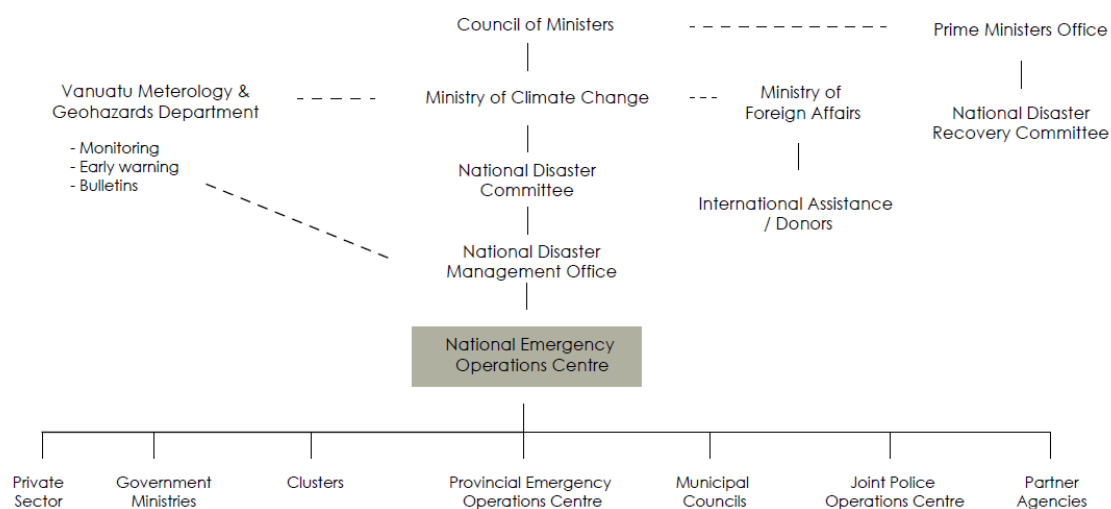 Council of Ministers
Prime Ministers Office
Vanuatu Meterology &
Geohazards Department
- Monitoring
- Early warning
- Bulletins
Ministry of Climate Change
Ministry of
Foreign Affairs
National Disaster
Recovery Committee
National Disaster
Committee
International Assistance
/ Donors
National Disaster
Management Office
National Emergency
Operations Centre
Private
Sector
Government
Ministries
Clusters
Provincial Emergency
Operations Centre
Municipal
Councils
Joint Police
Operations Centre
Partner
Agencies